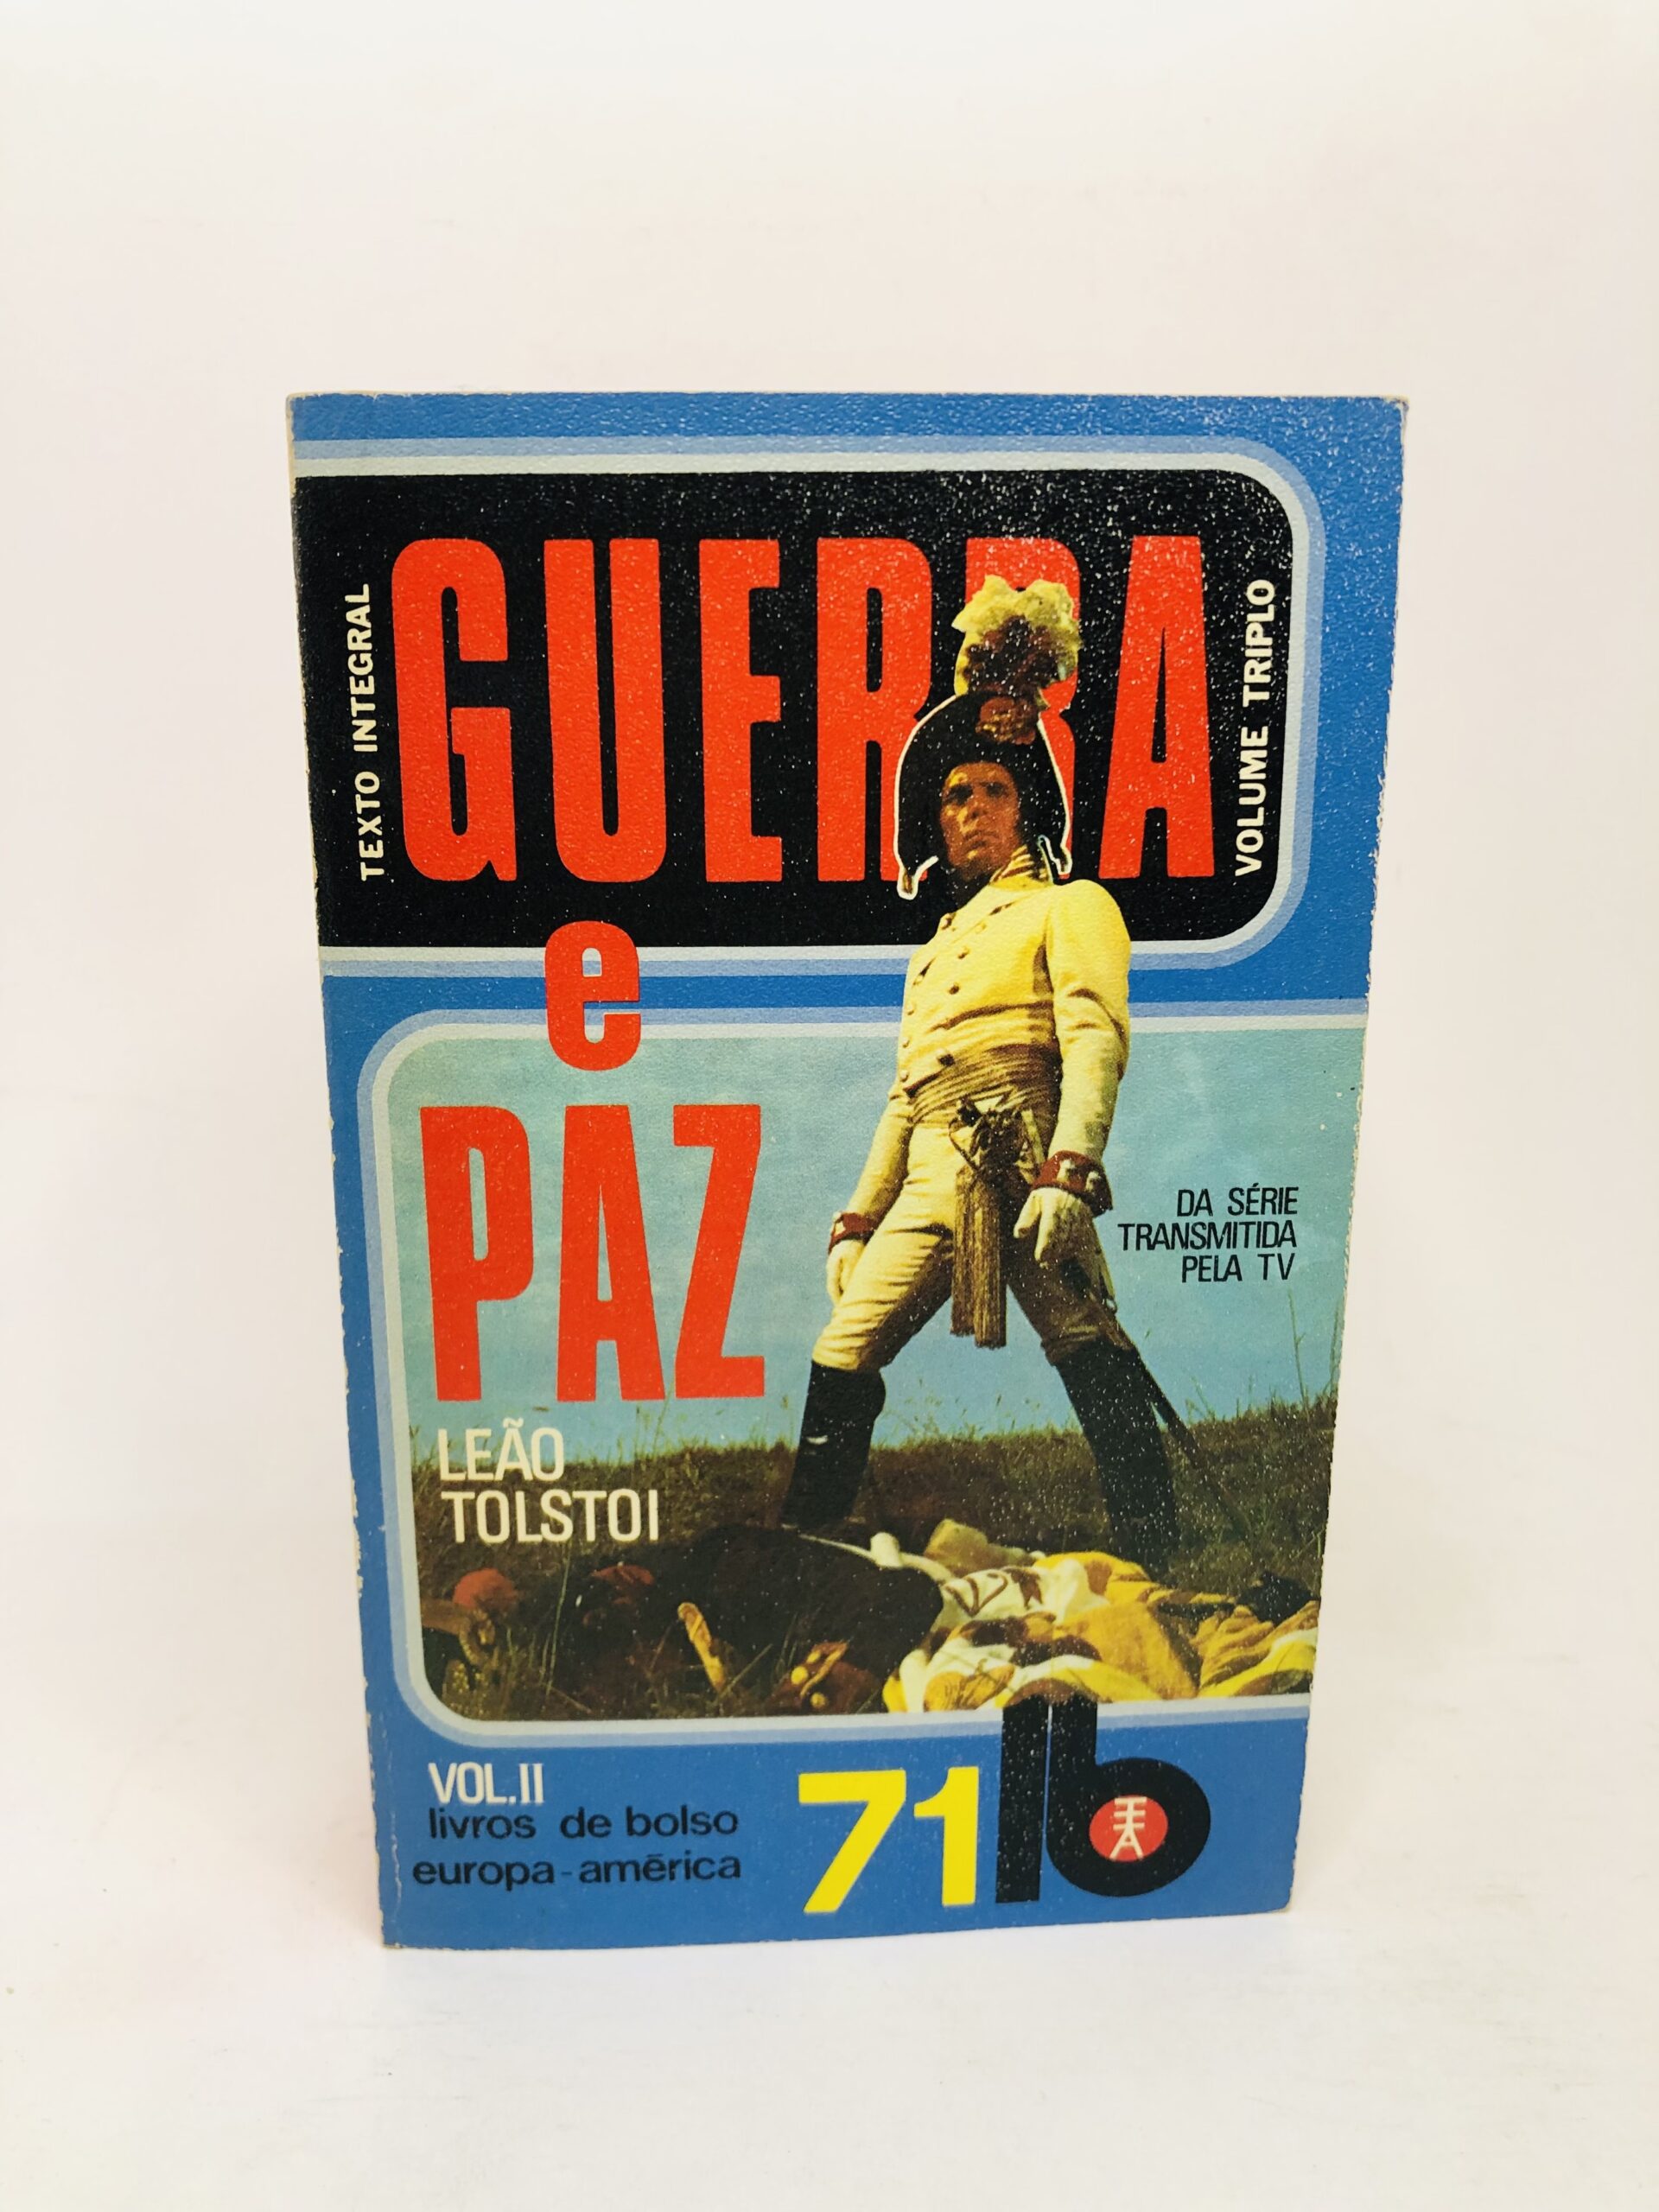 TEXTO INTEGRAL
GUERRA
VOLUME TRIPLO
e
PAZ
DA SÉRIE
TRANSMITIDA
PELA TV
LEÃO
TOLSTOI
VOL.II
livros de bolso
europa-américa
71
lb
EA